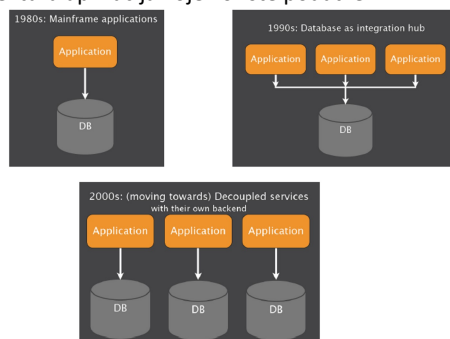 1980s: Mainframe applications
Application
DB
1990s: Database as integration hub
Application Application Application
DB
2000s: (moving towards) Decoupled services
with their own backend
Application Application Application
DB DB DB